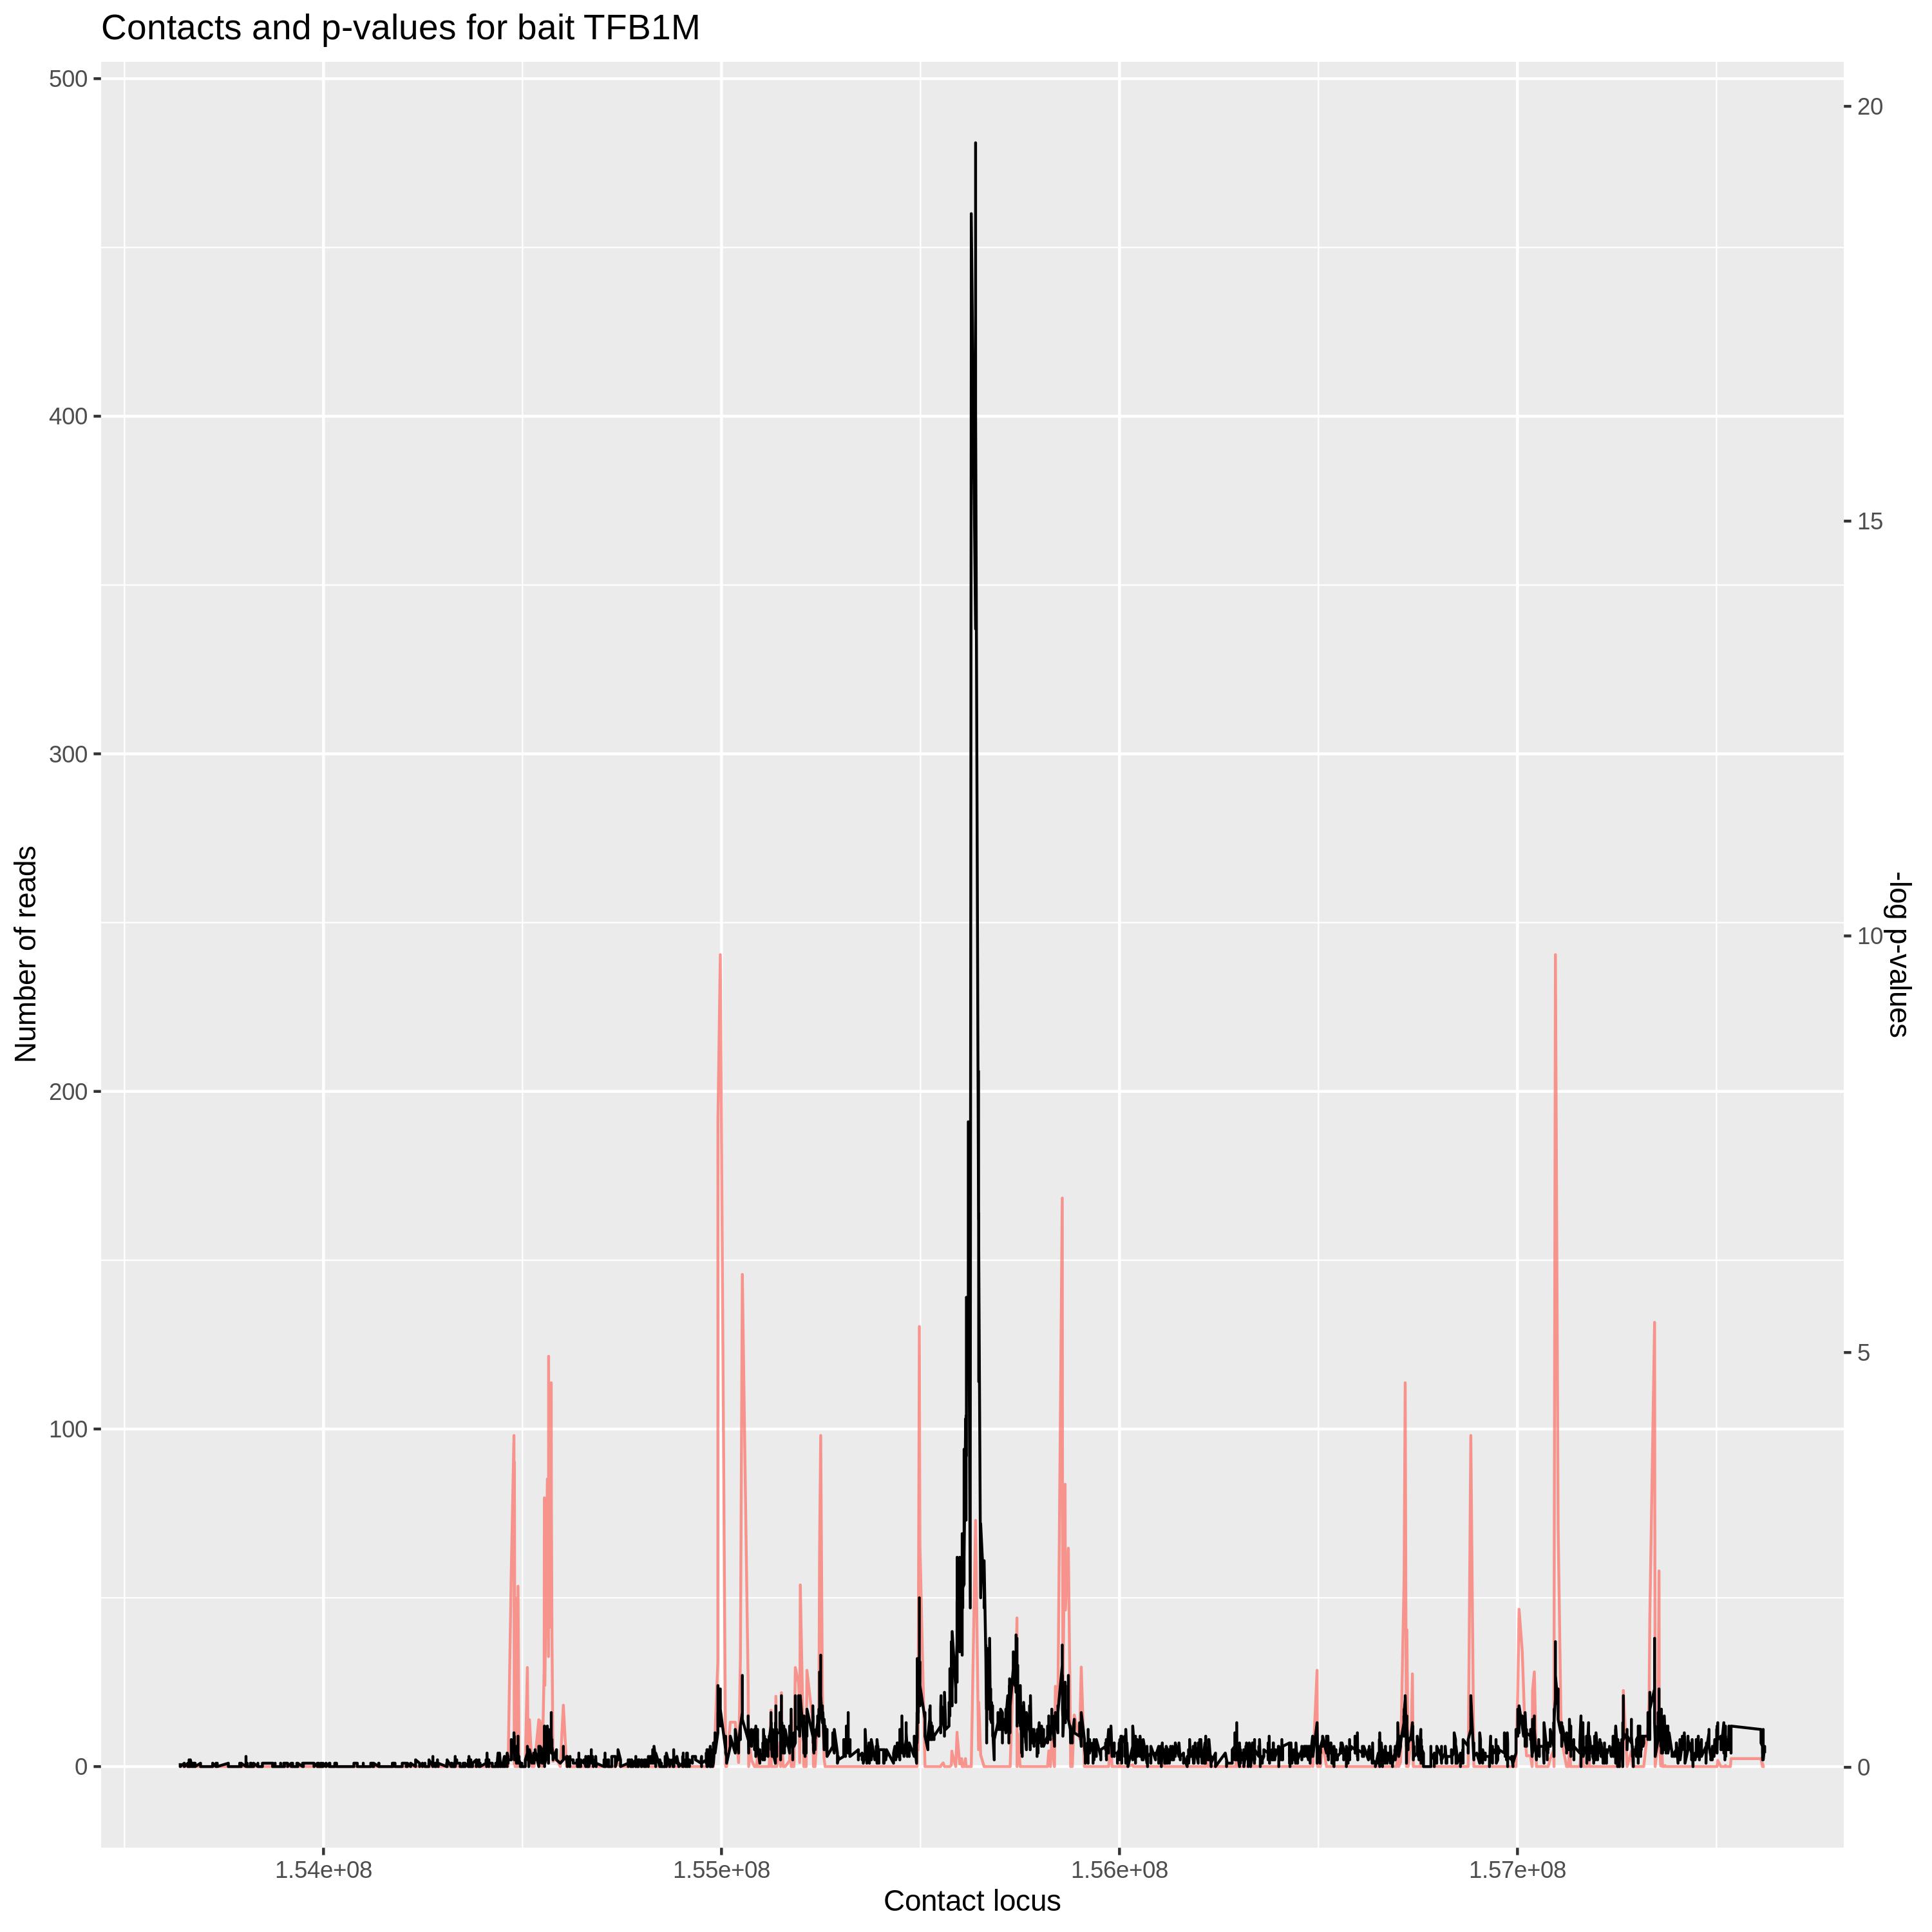 Contacts and p-values for bait TFB1M
500
400
300
200
100
0
Number of reads
20
15
10
5
0
-log p-values
1.54e+08
1.55e+08
1.56e+08
1.57e+08
Contact locus